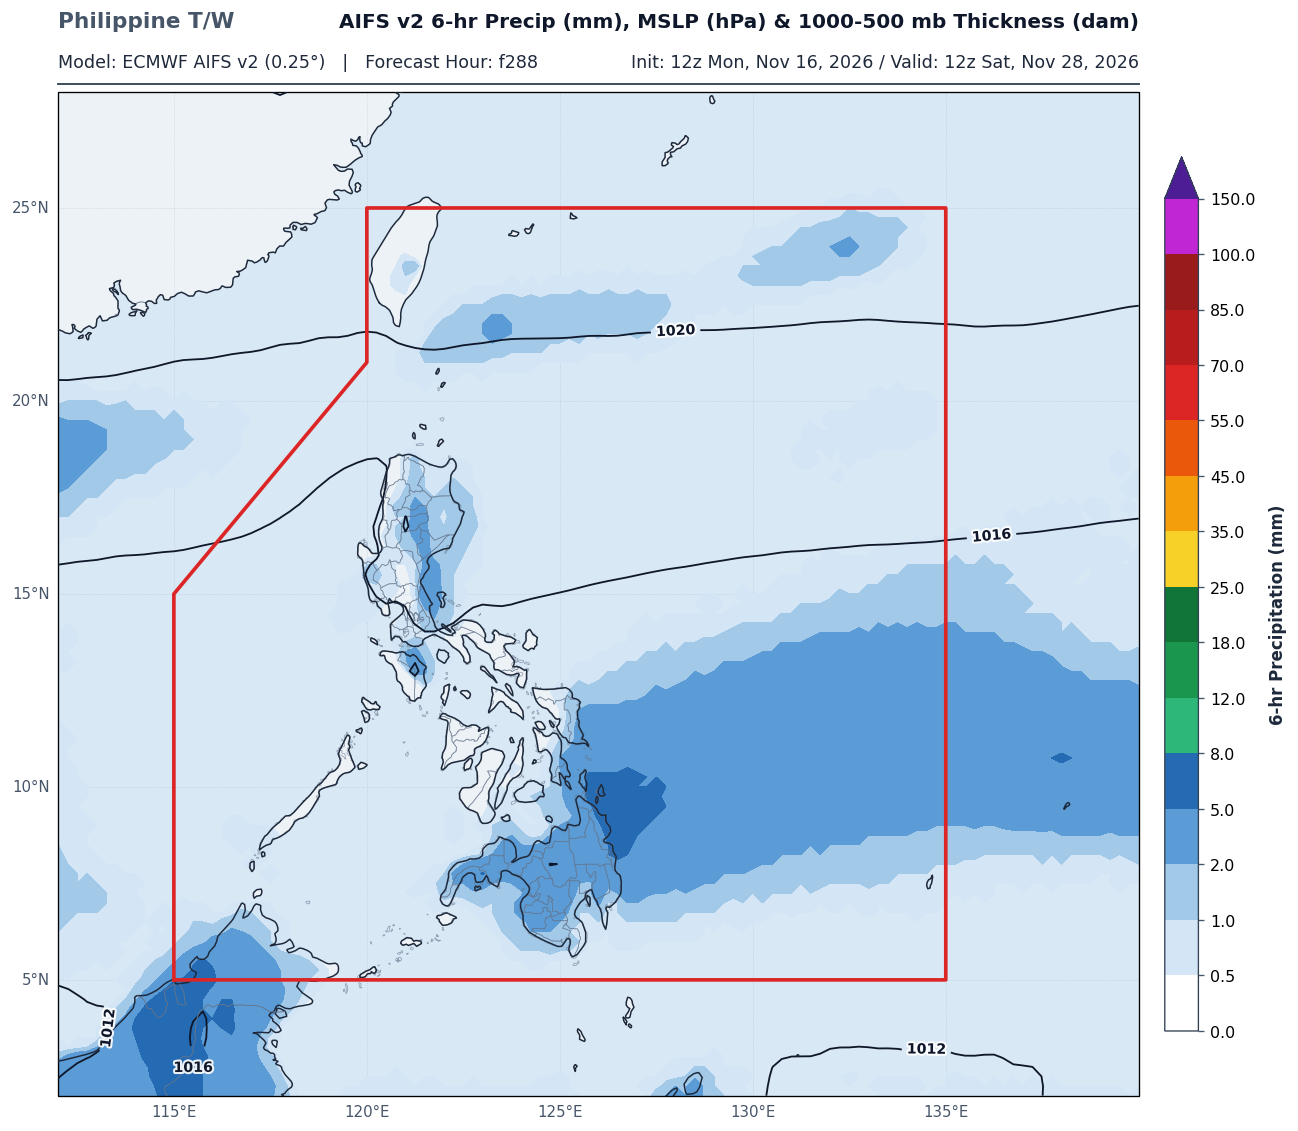 Philippine T/W
AIFS v2 6-hr Precip (mm), MSLP (hPa) & 1000-500 mb Thickness (dam)
Model: ECMWF AIFS v2 (0.25°) | Forecast Hour: f288
Init: 12z Mon, Nov 16, 2026 / Valid: 12z Sat, Nov 28, 2026
25°N
20°N
15°N
10°N
5°N
115°E
120°E
125°E
130°E
135°E
1020
1016
1012
1016
1012
150.0
100.0
85.0
70.0
55.0
45.0
35.0
25.0
18.0
12.0
8.0
5.0
2.0
1.0
0.5
0.0
6-hr Precipitation (mm)